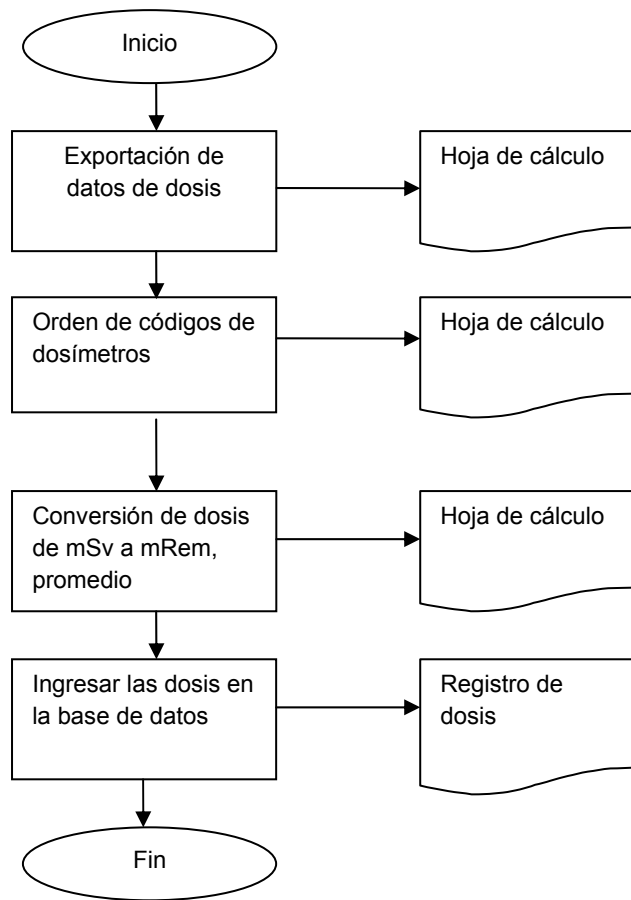 Inicio
Exportación de
datos de dosis
Hoja de cálculo
Orden de códigos de
dosímetros
Hoja de cálculo
Conversión de dosis
de mSv a mRem,
promedio
Hoja de cálculo
Ingresar las dosis en
la base de datos
Registro de
dosis
Fin